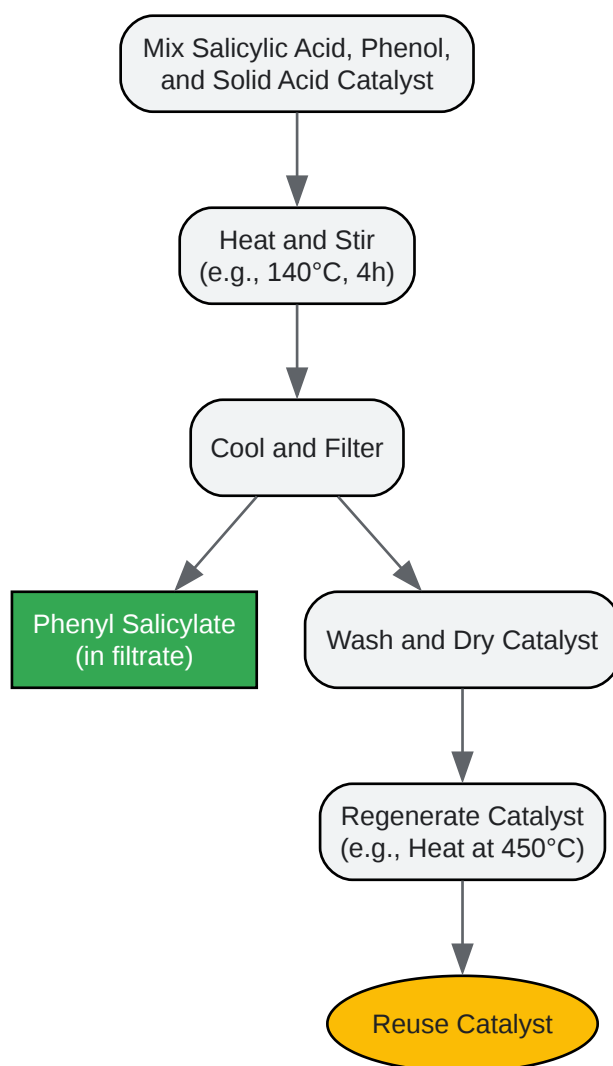 Mix Salicylic Acid, Phenol,
and Solid Acid Catalyst
Heat and Stir
(e.g., 140°C, 4h)
Cool and Filter
Phenyl Salicylate
(in filtrate)
Wash and Dry Catalyst
Regenerate Catalyst
(e.g., Heat at 450°C)
Reuse Catalyst